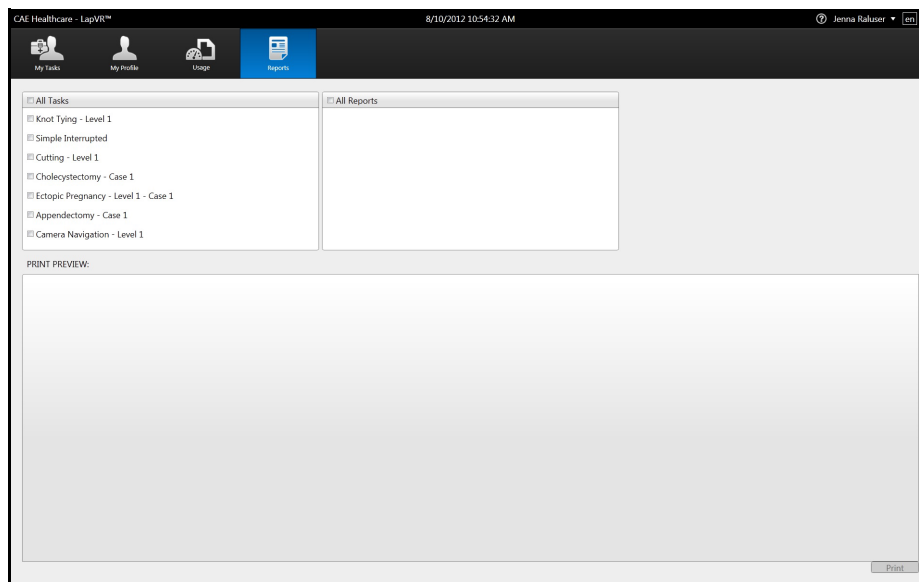 CAE Healthcare - LapVR™ 8/10/2012 10:54:32 AM ? Jenna Raluser ▼ en
My Tasks My Profile Usage Reports
All Tasks All Reports
Knot Tying - Level 1
Simple Interrupted
Cutting - Level 1
Cholecystectomy - Case 1
Ectopic Pregnancy - Level 1 - Case 1
Appendectomy - Case 1
Camera Navigation - Level 1
PRINT PREVIEW:
Print